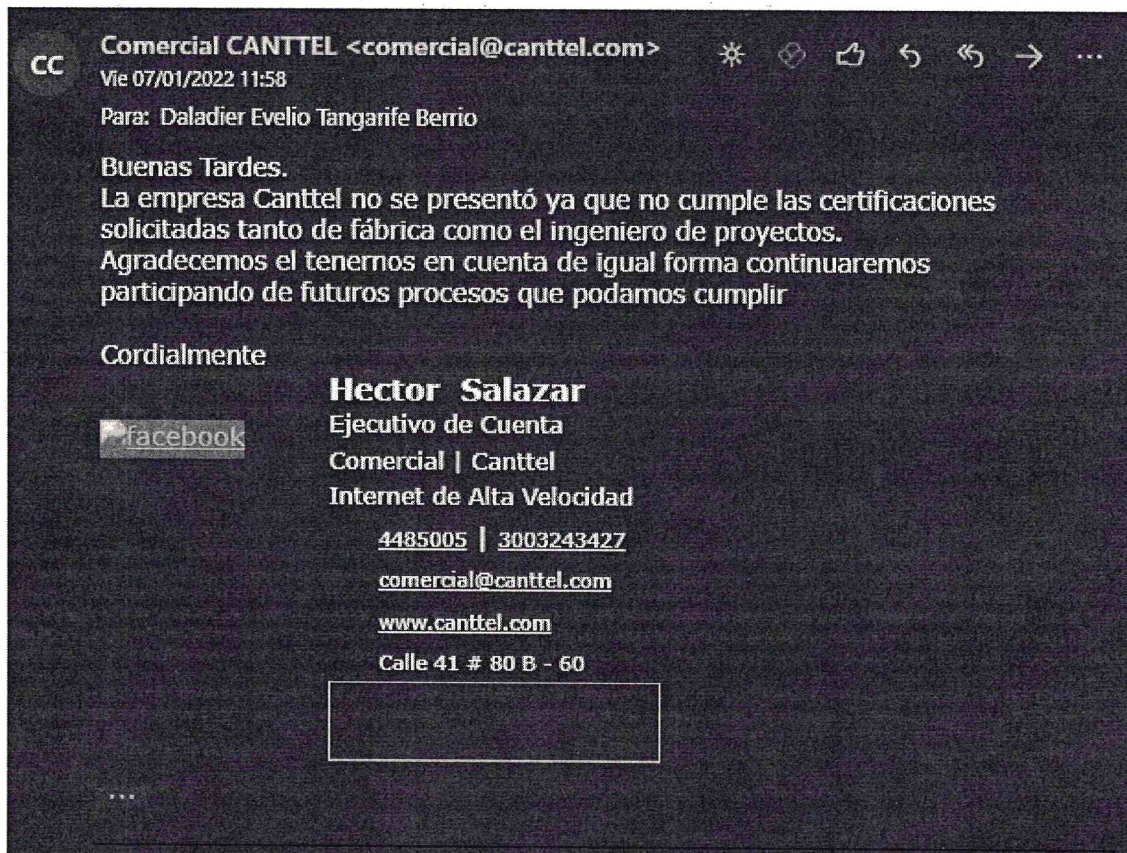 CC
Comercial CANTTEL <comercial@canttel.com>
Vie 07/01/2022 11:58
Para: Daladier Evelio Tangarife Berrio
Buenas Tardes.
La empresa Canttel no se presentó ya que no cumple las certificaciones
solicitadas tanto de fábrica como el ingeniero de proyectos.
Agradecemos el tenernos en cuenta de igual forma continuaremos
participando de futuros procesos que podamos cumplir
Cordialmente
Hector Salazar
facebook
Ejecutivo de Cuenta
Comercial | Canttel
Internet de Alta Velocidad
4485005 | 3003243427
comercial@canttel.com
www.canttel.com
Calle 41 # 80 B - 60
...